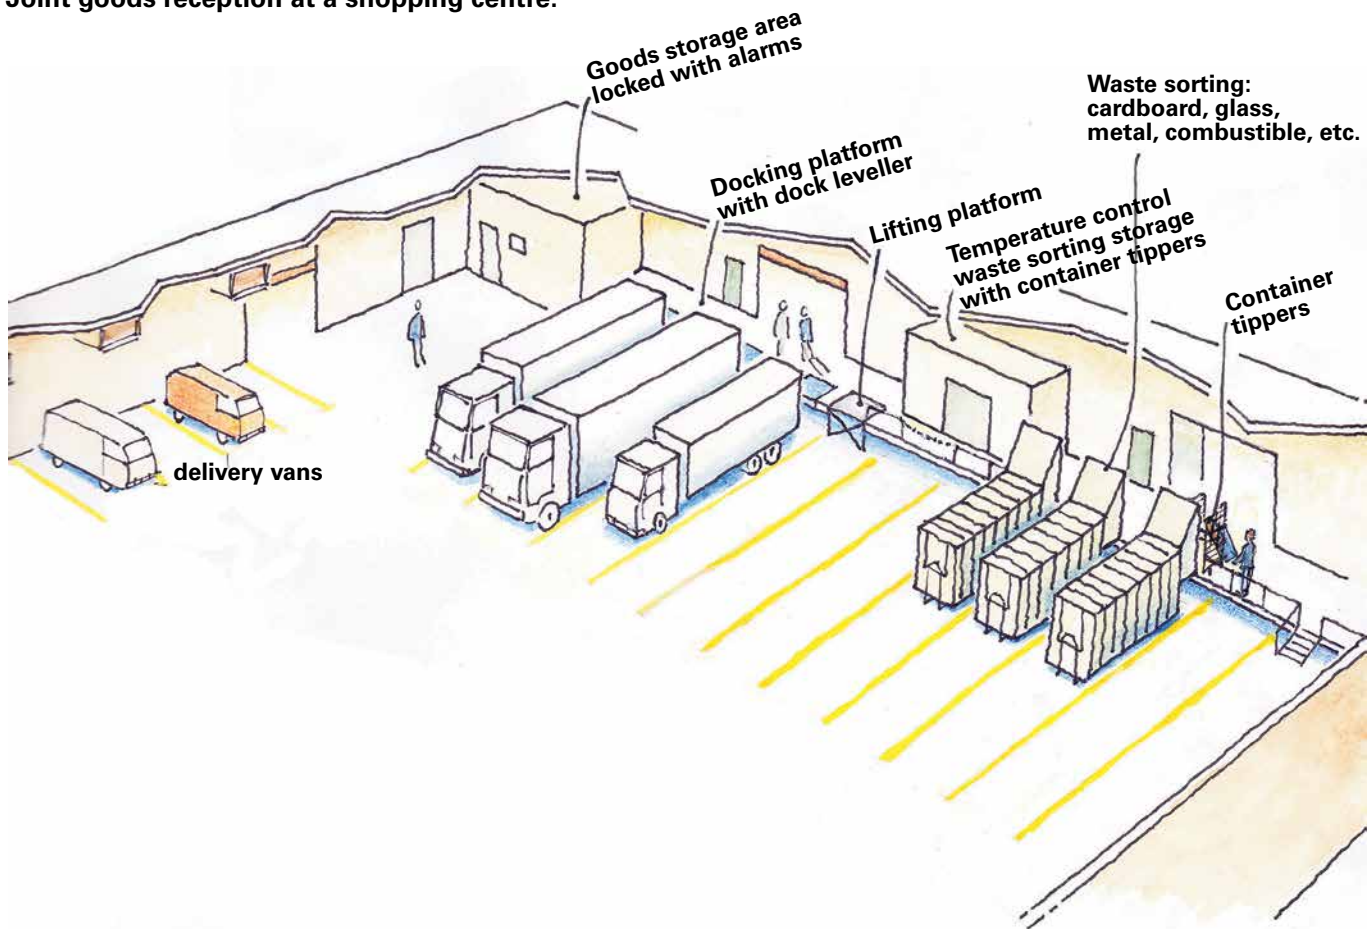 Joint goods reception at a shopping centre.
Goods storage area
locked with alarms
Waste sorting:
cardboard, glass,
metal, combustible, etc.
Docking platform
with dock leveller
Lifting platform
Temperature control
waste sorting storage
with container tippers
Container
tippers
delivery vans